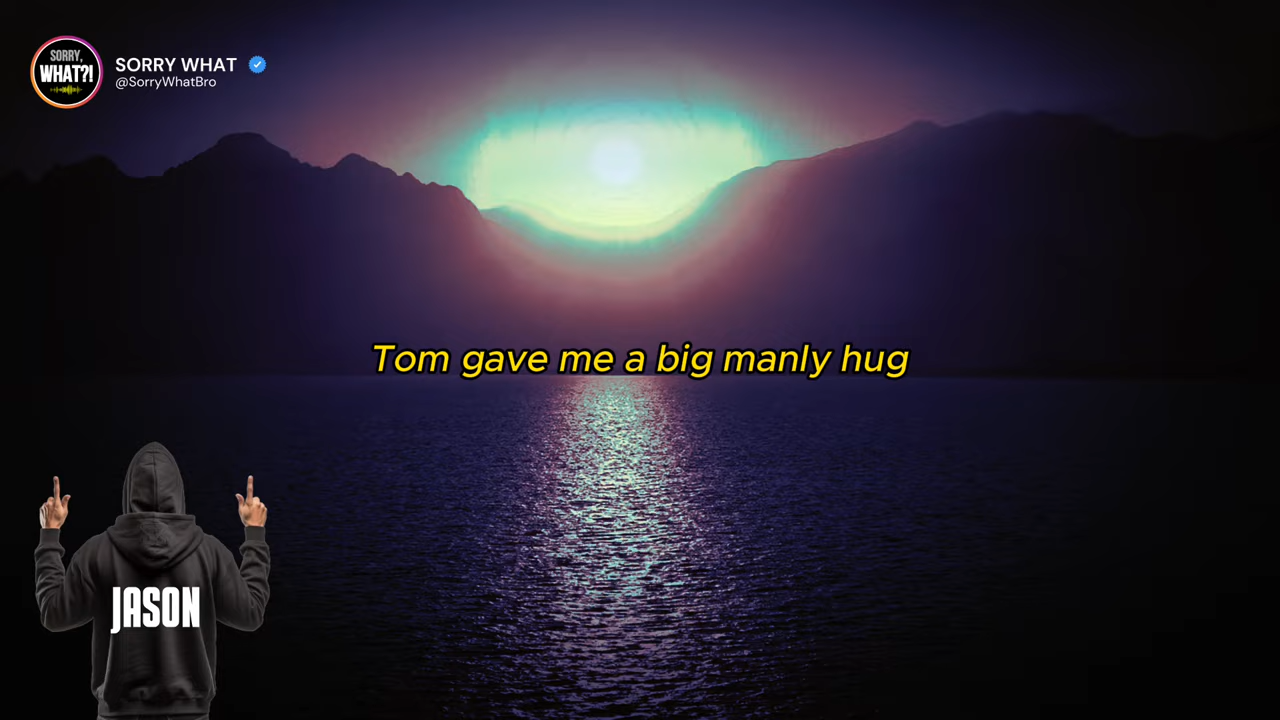 SORRY,
WHAT?!
SORRY WHAT
@SorryWhatBro
Tom gave me a big manly hug
JASON